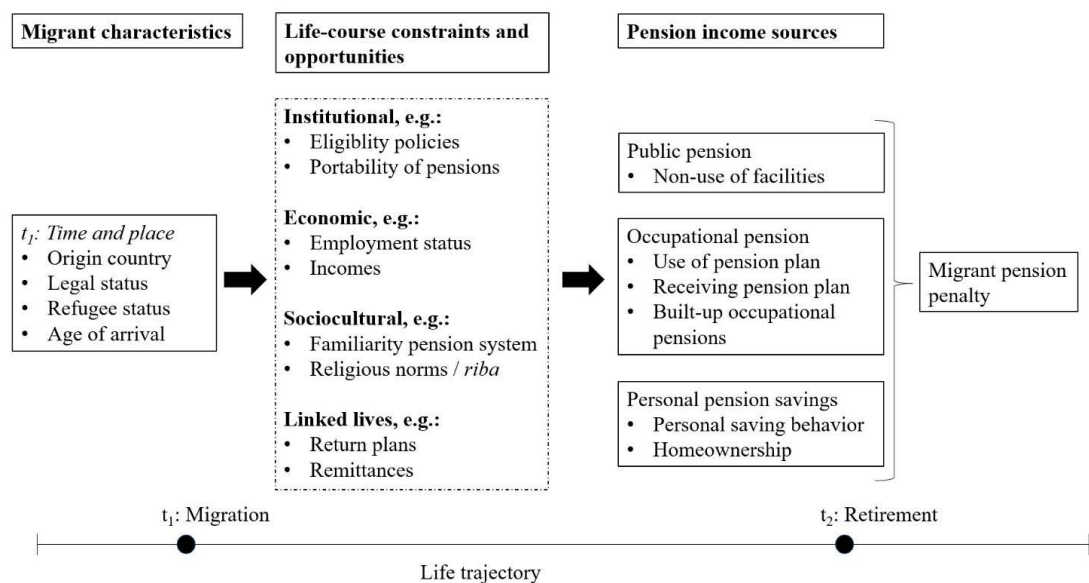 Migrant characteristics
Life-course constraints and
opportunities
Pension income sources
t₁: Time and place
• Origin country
• Legal status
• Refugee status
• Age of arrival
Institutional, e.g.:
• Eligiblity policies
• Portability of pensions
Economic, e.g.:
• Employment status
• Incomes
Sociocultural, e.g.:
• Familiarity pension system
• Religious norms / riba
Linked lives, e.g.:
• Return plans
• Remittances
Public pension
• Non-use of facilities
Occupational pension
• Use of pension plan
• Receiving pension plan
• Built-up occupational
pensions
Personal pension savings
• Personal saving behavior
• Homeownership
Migrant pension
penalty
t₁: Migration
t₂: Retirement
Life trajectory